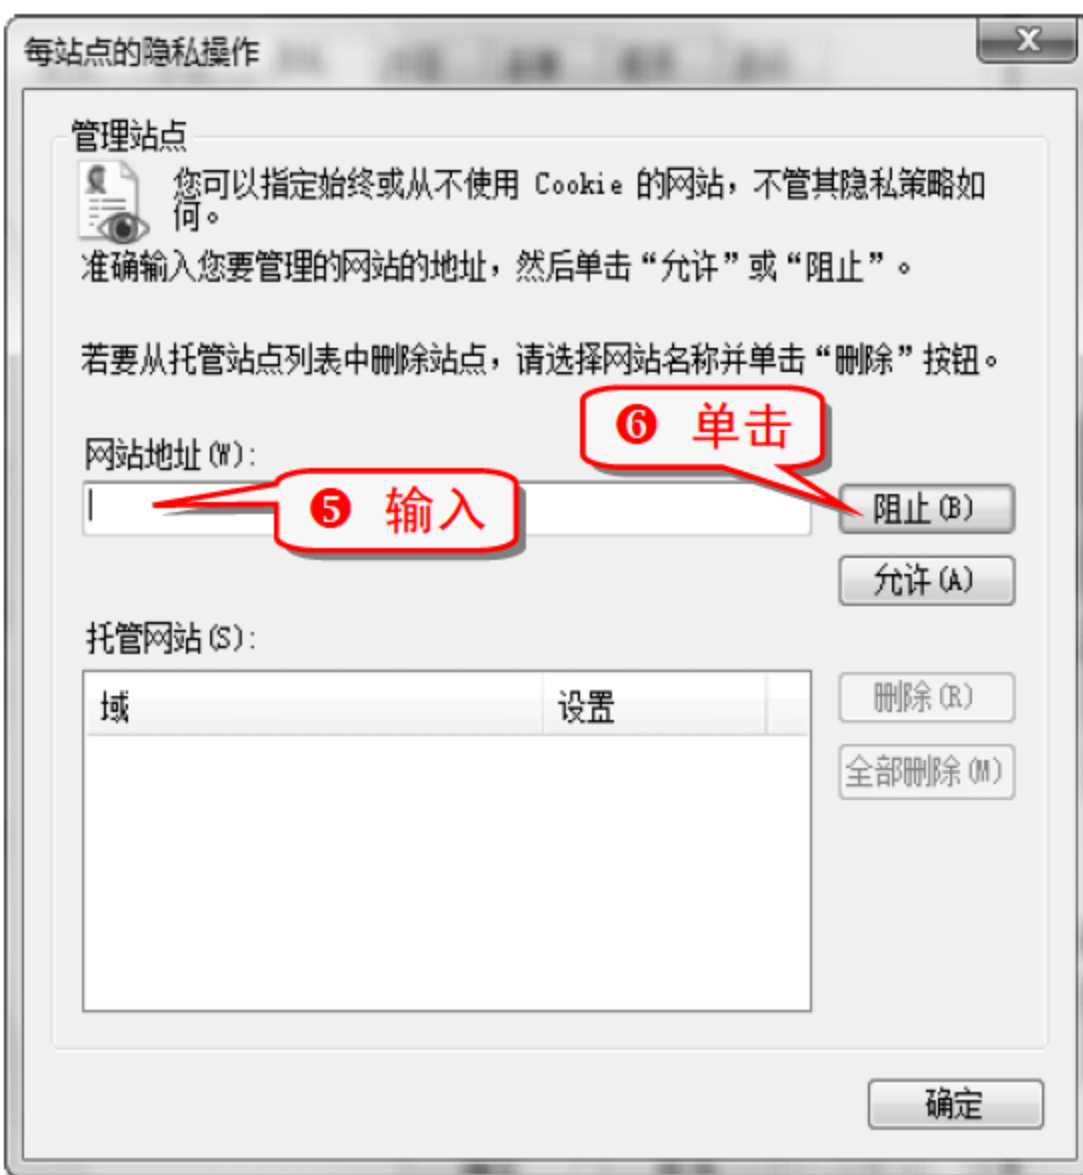 每站点的隐私操作
管理站点
您可以指定始终或从不使用 Cookie 的网站，不管其隐私策略如
何。
准确输入您要管理的网站的地址，然后单击“允许”或“阻止”。
若要从托管站点列表中删除站点，请选择网站名称并单击“删除”按钮。
❻ 单击
网站地址(W):
❺ 输入
阻止(B)
允许(A)
托管网站(S):
域 设置
删除(R)
全部删除(M)
确定